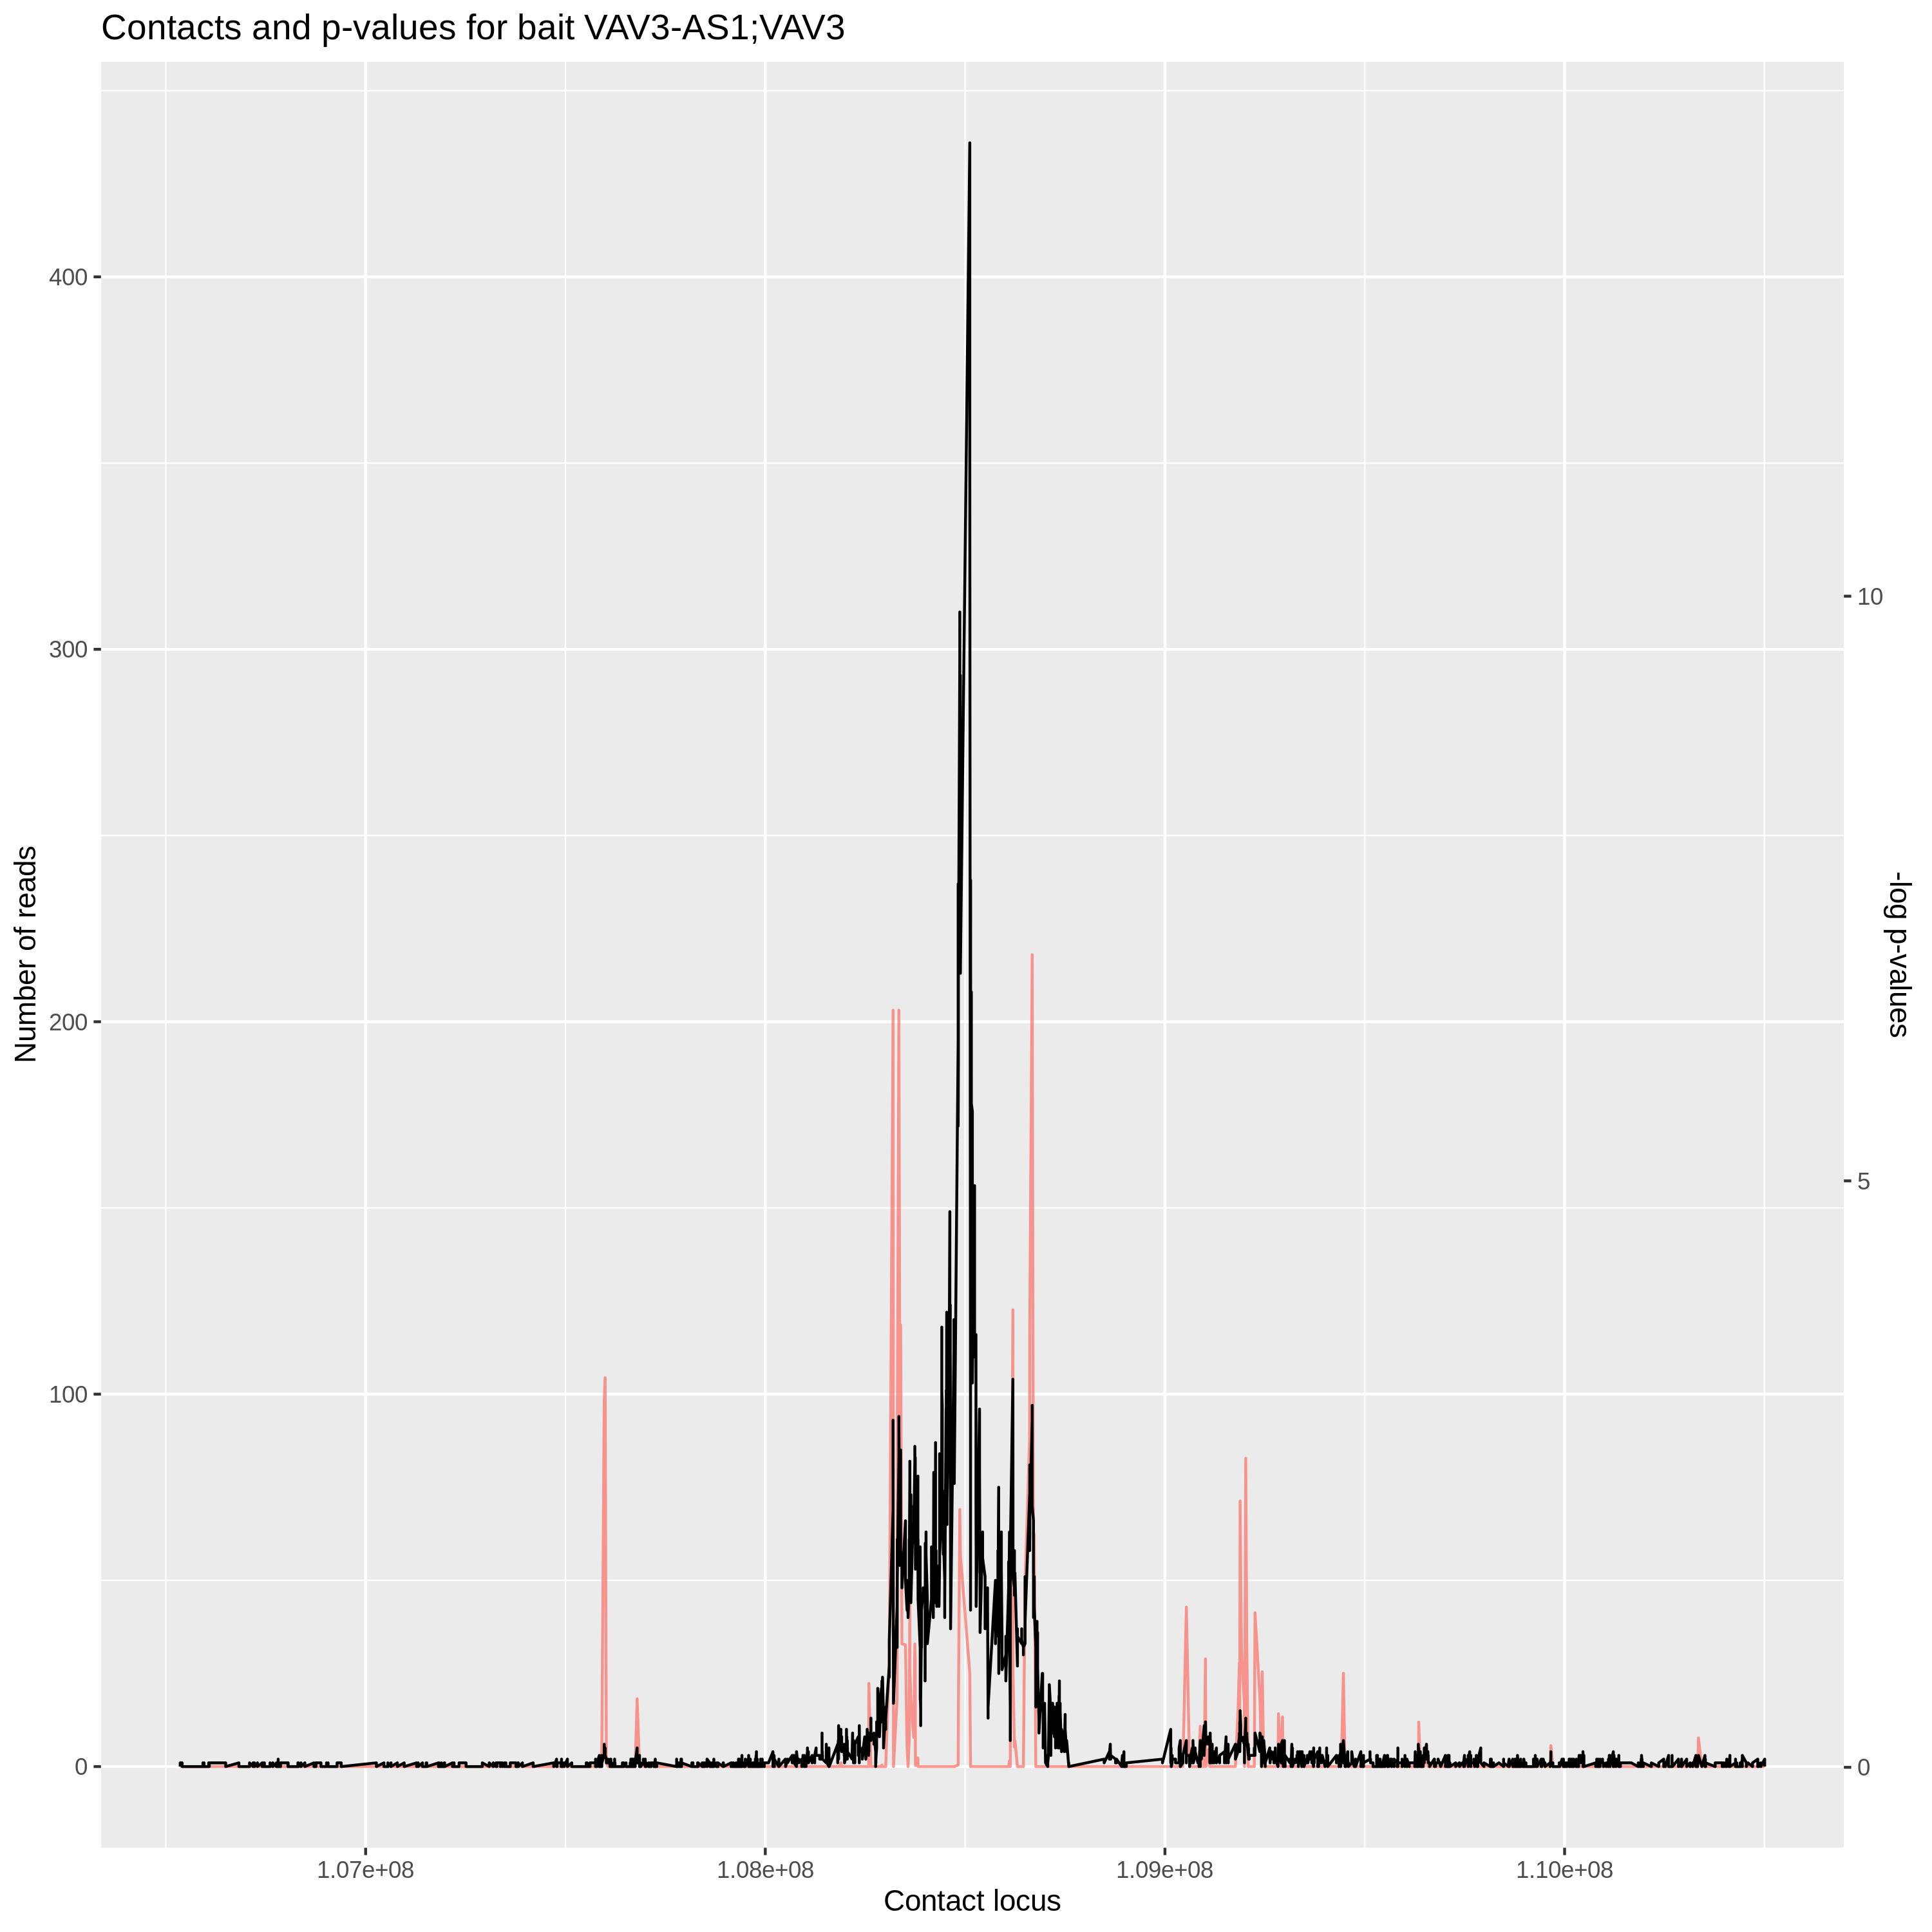 Contacts and p-values for bait VAV3-AS1;VAV3
400
300
200
100
0
Number of reads
10
5
0
-log p-values
1.07e+08
1.08e+08
1.09e+08
1.10e+08
Contact locus